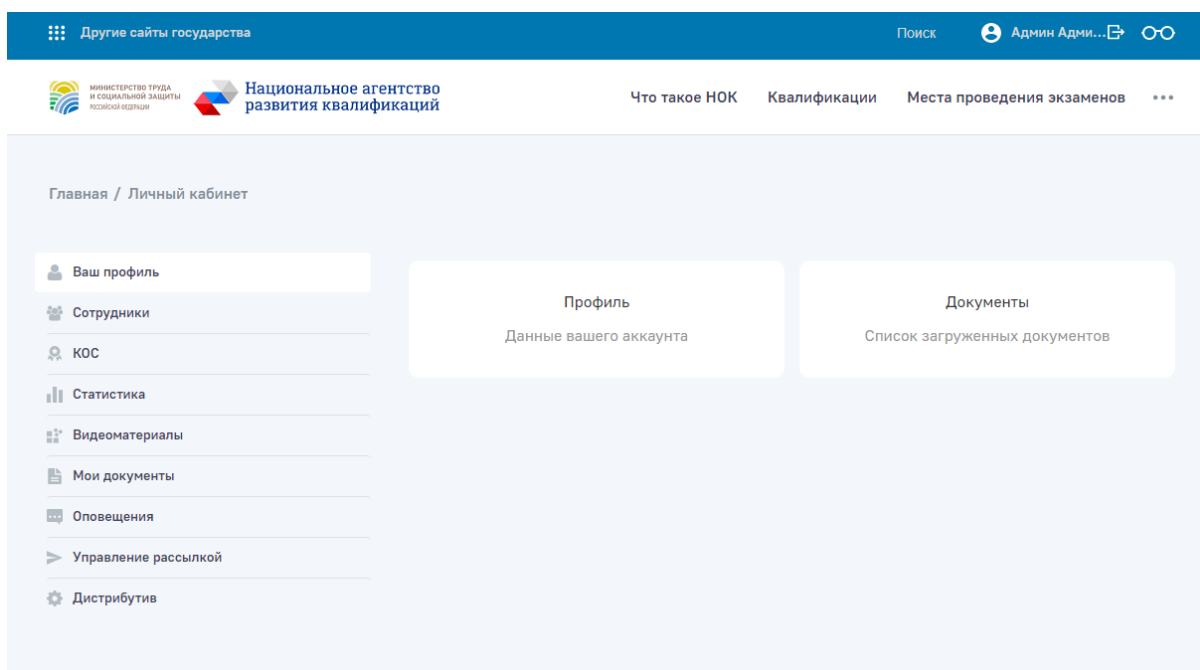 Другие сайты государства
Поиск
Админ Адми...
МИНИСТЕРСТВО ТРУДА
И СОЦИАЛЬНОЙ ЗАЩИТЫ
РОССИЙСКОЙ ФЕДЕРАЦИИ
Национальное агентство
развития квалификаций
Что такое НОК
Квалификации
Места проведения экзаменов
Главная / Личный кабинет
Ваш профиль
Сотрудники
КОС
Статистика
Видеоматериалы
Мои документы
Оповещения
Управление рассылкой
Дистрибутив
Профиль
Данные вашего аккаунта
Документы
Список загруженных документов